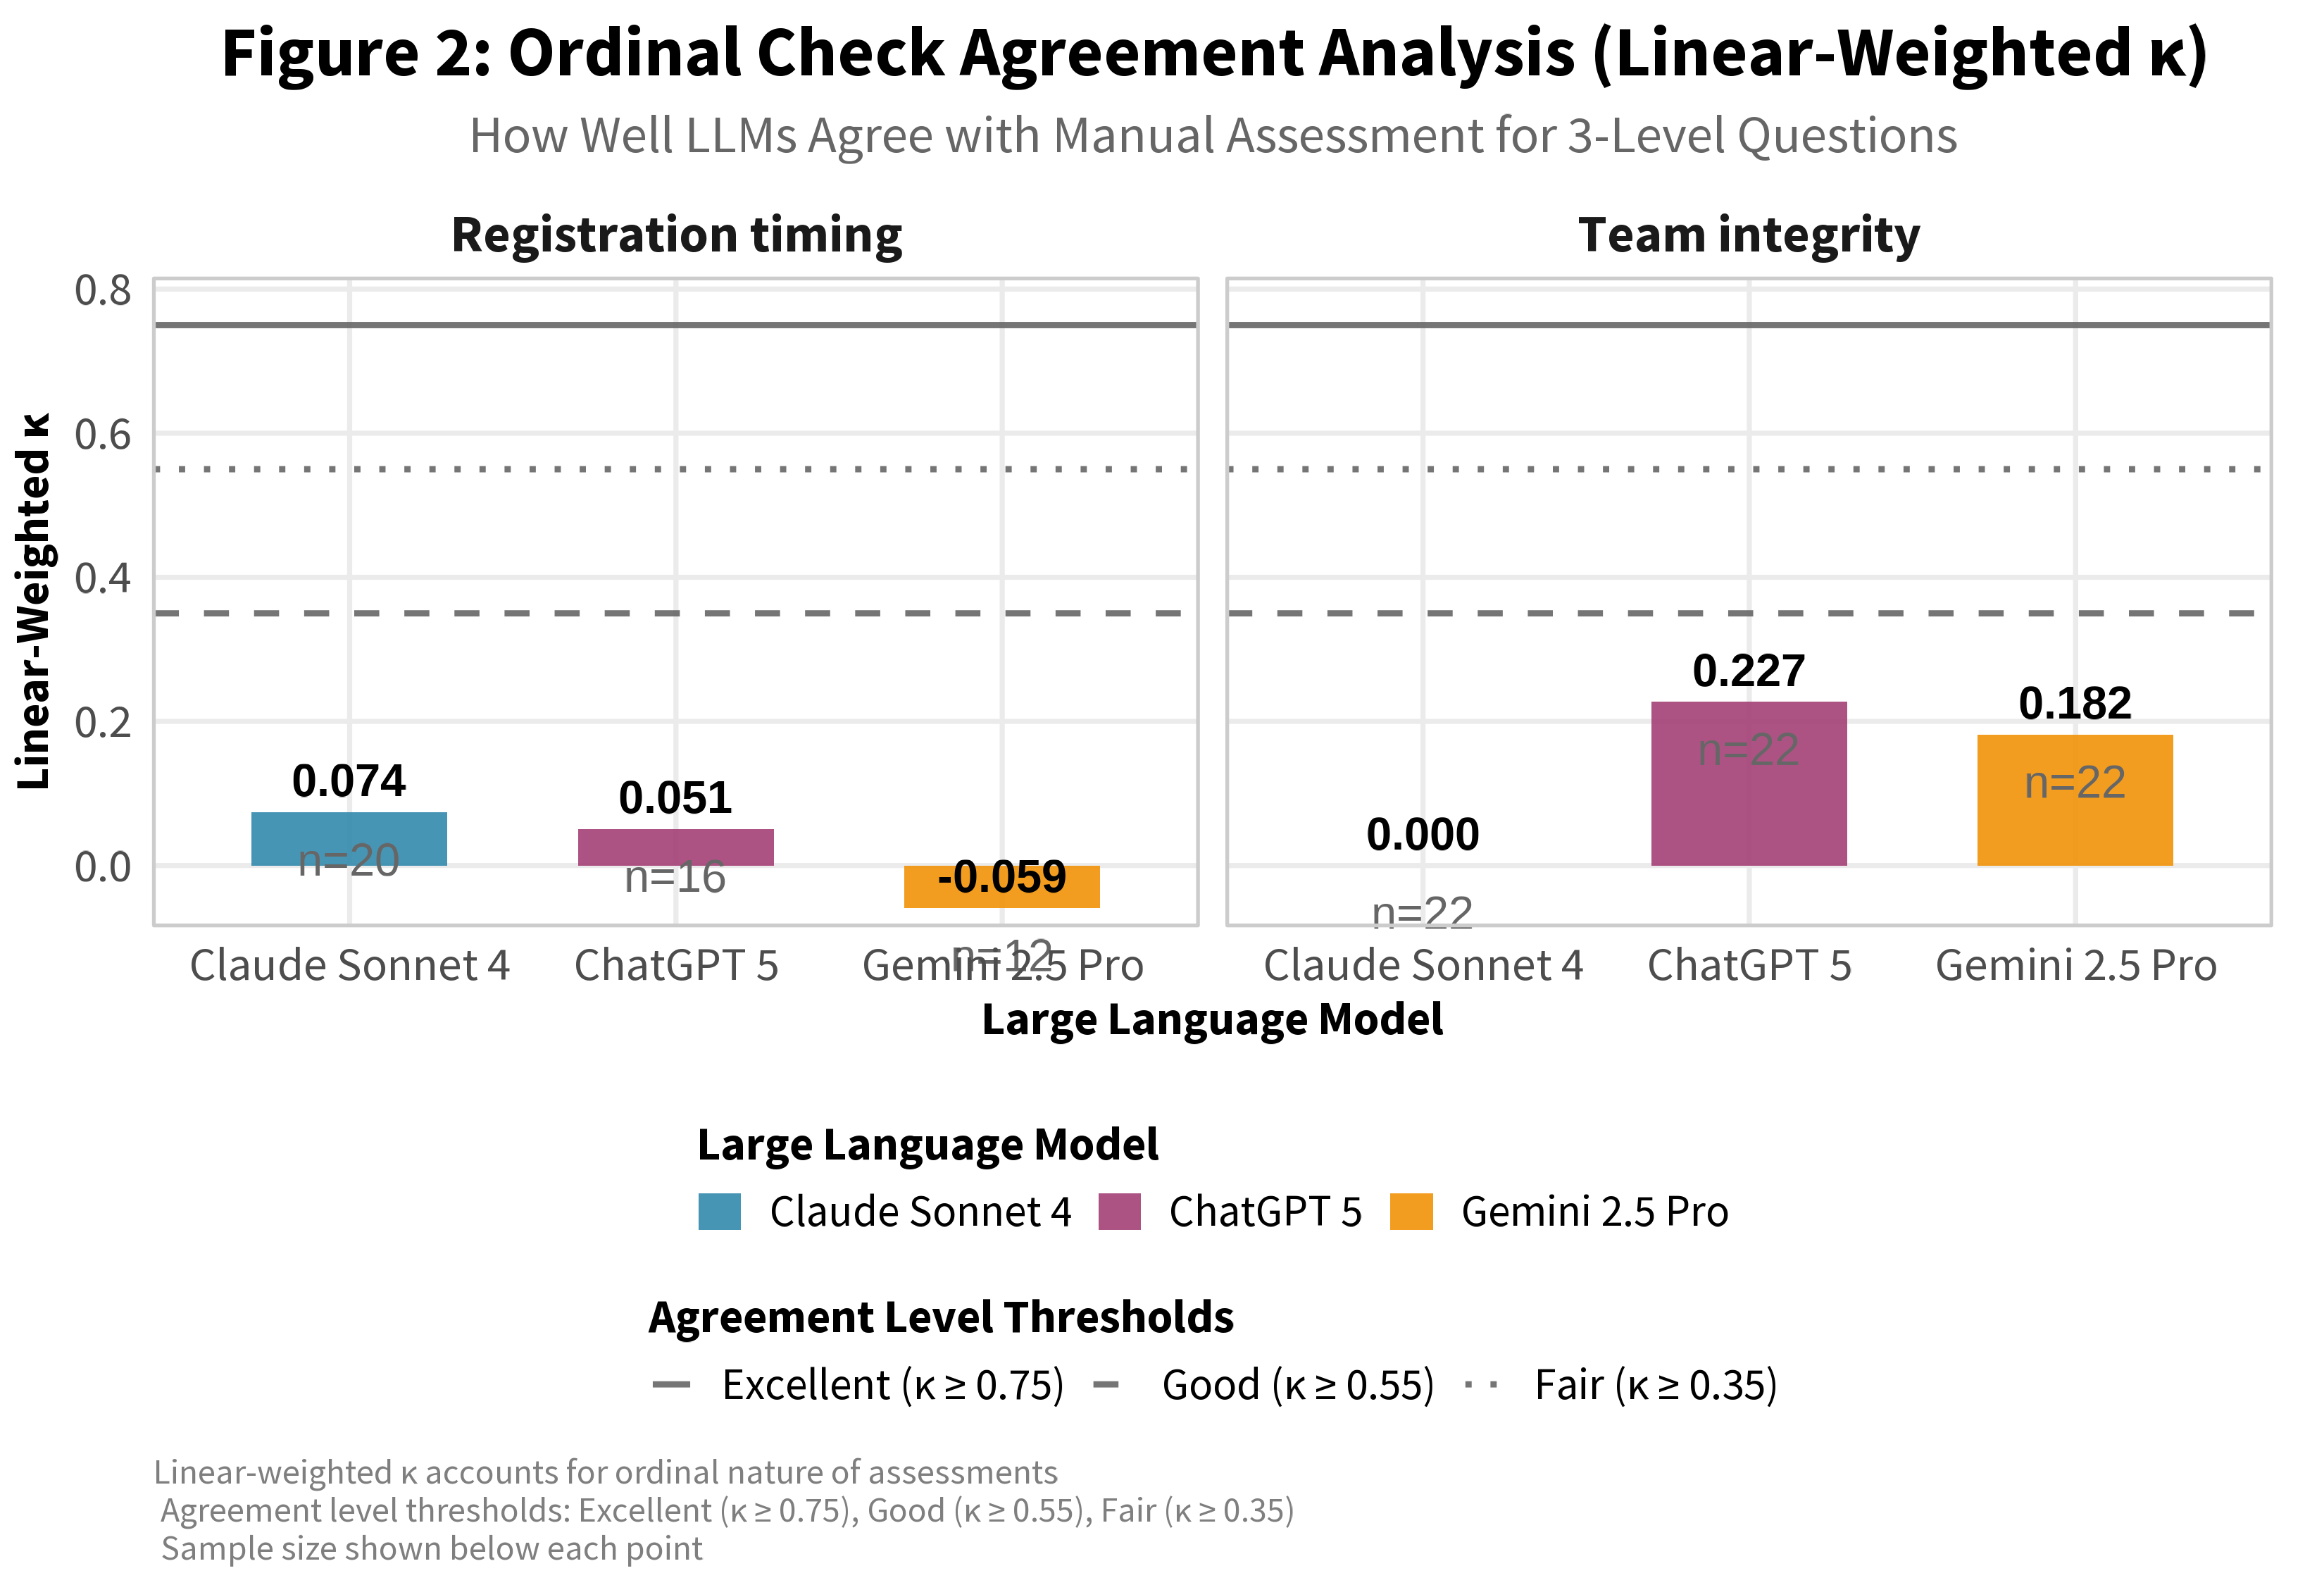 Figure 2: Ordinal Check Agreement Analysis (Linear-Weighted κ)
How Well LLMs Agree with Manual Assessment for 3-Level Questions
Registration timing
Team integrity
Linear-Weighted κ
0.8
0.6
0.4
0.2
0.0
0.074
n=20
0.051
n=16
-0.059
n=12
0.000
n=22
0.227
n=22
0.182
n=22
Claude Sonnet 4
ChatGPT 5
Gemini 2.5 Pro
Claude Sonnet 4
ChatGPT 5
Gemini 2.5 Pro
Large Language Model
Large Language Model
Claude Sonnet 4
ChatGPT 5
Gemini 2.5 Pro
Agreement Level Thresholds
Excellent (κ ≥ 0.75)
Good (κ ≥ 0.55)
Fair (κ ≥ 0.35)
Linear-weighted κ accounts for ordinal nature of assessments
Agreement level thresholds: Excellent (κ ≥ 0.75), Good (κ ≥ 0.55), Fair (κ ≥ 0.35)
Sample size shown below each point